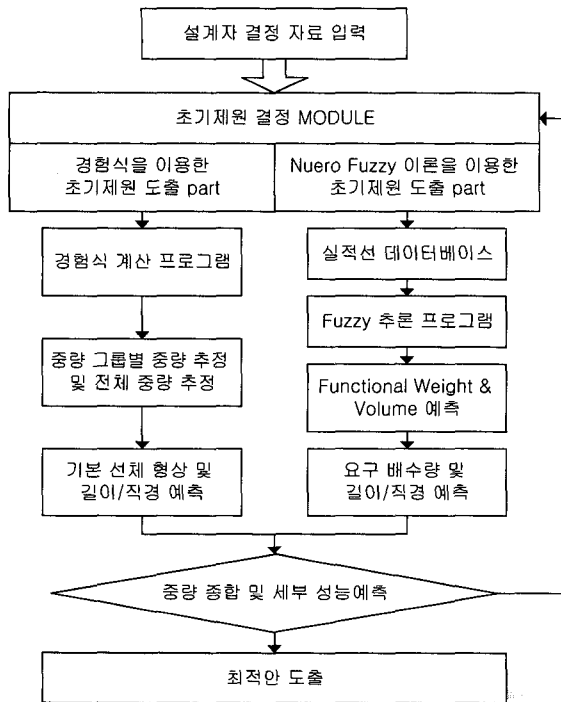 설계자 결정 자료 입력
초기제원 결정 MODULE
경험식을 이용한
초기제원 도출 part
Nuero Fuzzy 이론을 이용한
초기제원 도출 part
경험식 계산 프로그램
중량 그룹별 중량 추정
및 전체 중량 추정
기본 선체 형상 및
길이/직경 예측
실적선 데이터베이스
Fuzzy 추론 프로그램
Functional Weight &
Volume 예측
요구 배수량 및
길이/직경 예측
중량 종합 및 세부 성능예측
최적안 도출